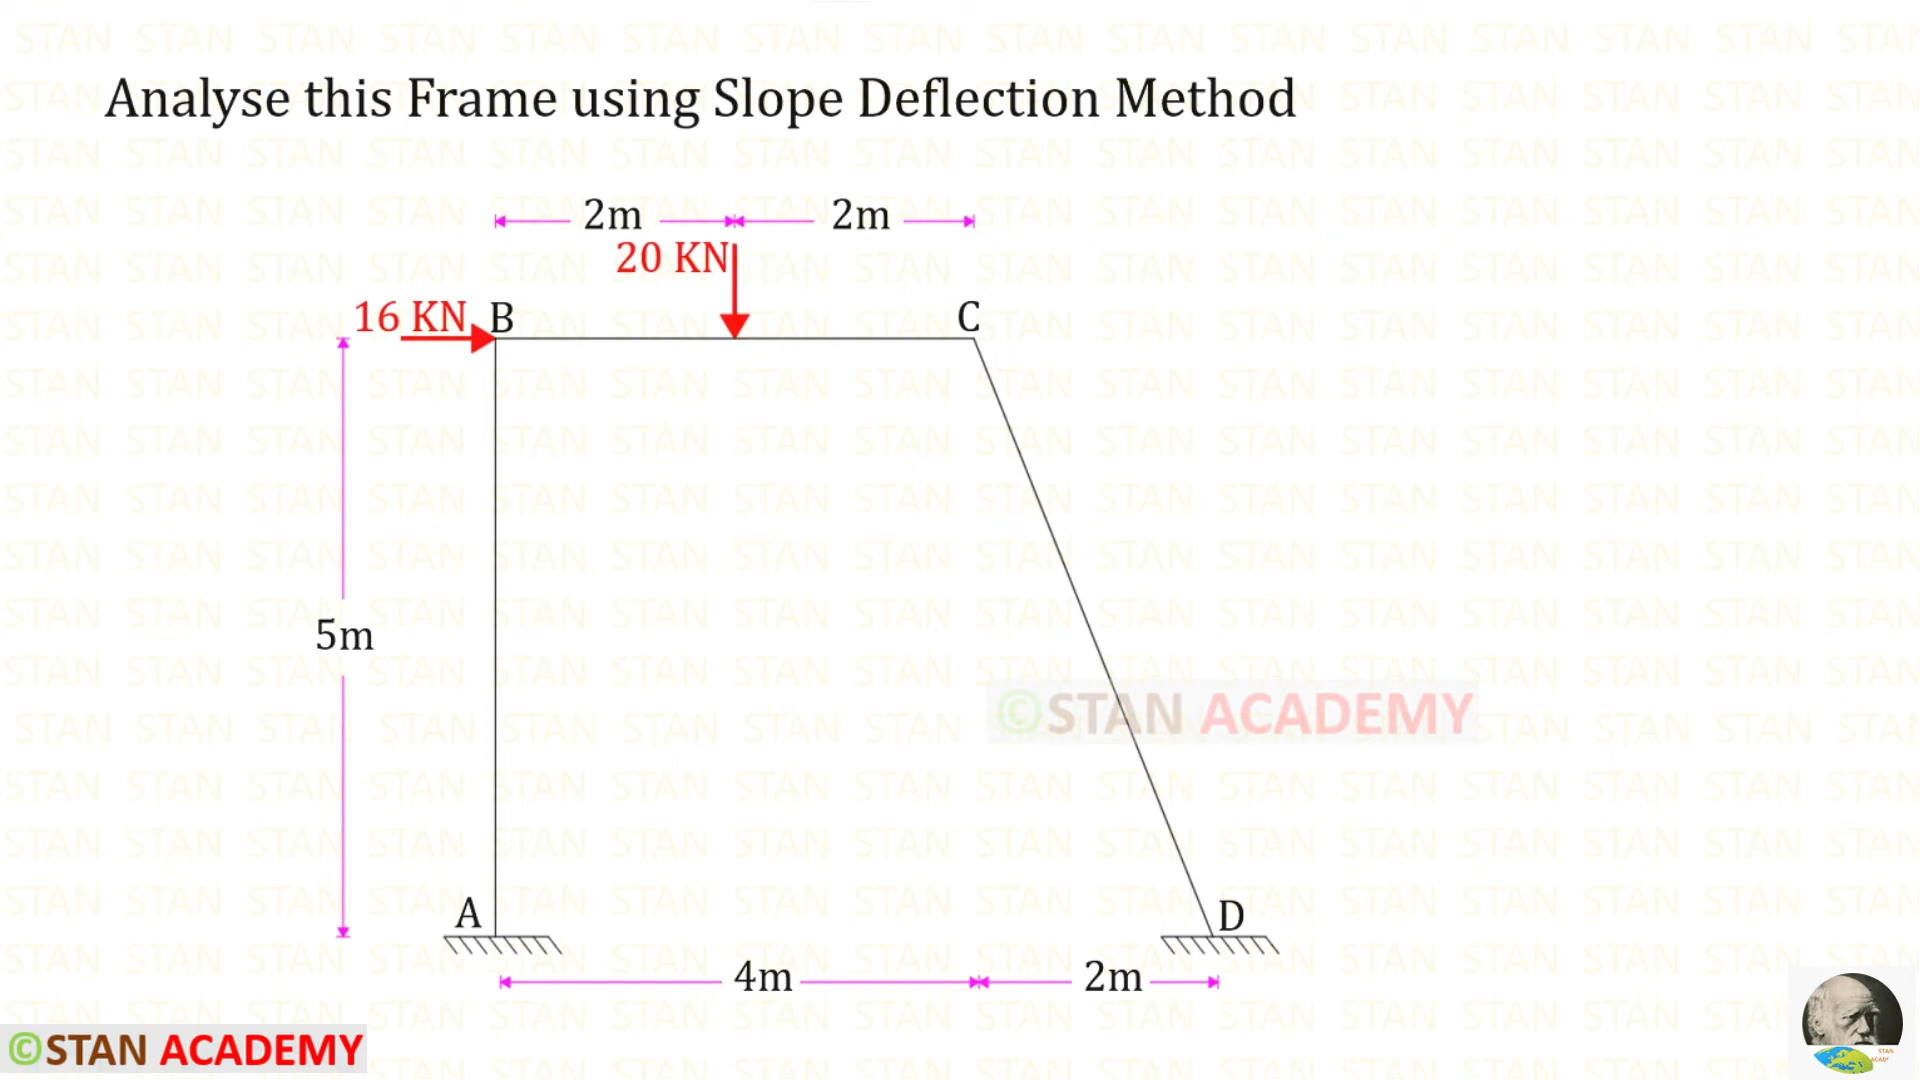 Analyse this Frame using Slope Deflection Method
2m 2m
20 KN
16 KN B C
5m
©STAN ACADEMY
A D
4m 2m
©STAN ACADEMY